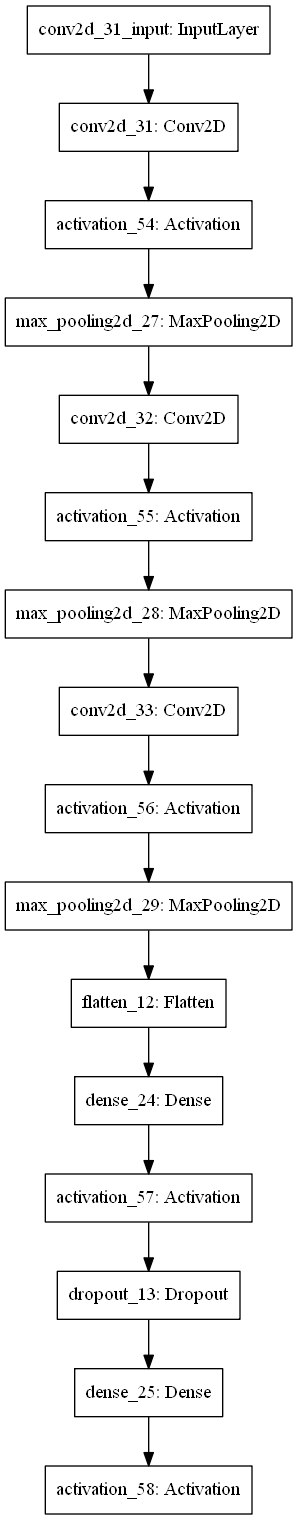 conv2d_31_input: InputLayer
conv2d_31: Conv2D
activation_54: Activation
max_pooling2d_27: MaxPooling2D
conv2d_32: Conv2D
activation_55: Activation
max_pooling2d_28: MaxPooling2D
conv2d_33: Conv2D
activation_56: Activation
max_pooling2d_29: MaxPooling2D
flatten_12: Flatten
dense_24: Dense
activation_57: Activation
dropout_13: Dropout
dense_25: Dense
activation_58: Activation